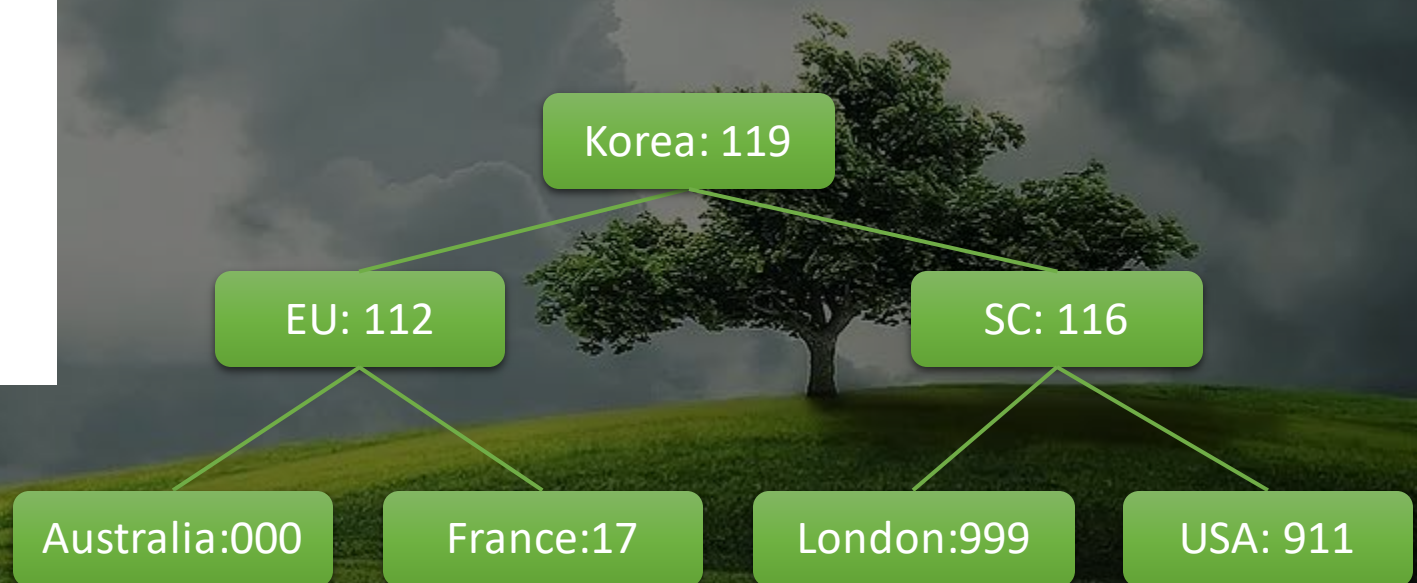 Korea: 119
EU: 112
SC: 116
Australia:000
France:17
London:999
USA: 911